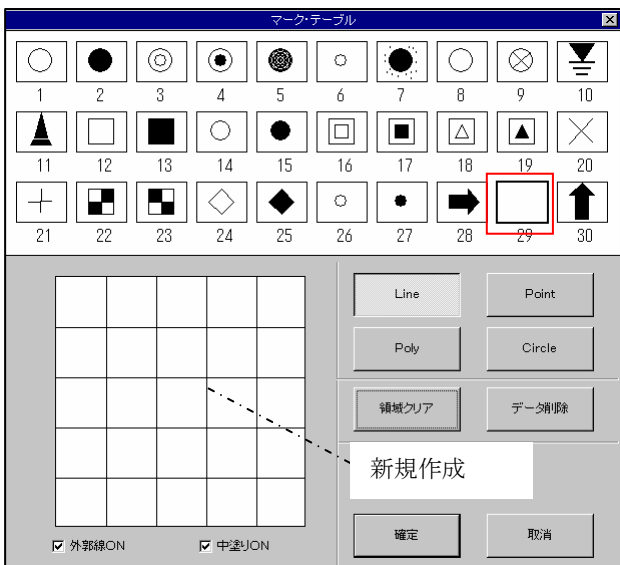 マーク・テーブル
1 2 3 4 5 6 7 8 9 10
11 12 13 14 15 16 17 18 19 20
21 22 23 24 25 26 27 28 29 30
Line Point
Poly Circle
領域クリア データ削除
新規作成
確定 取消
外郭線ON 中塗りON